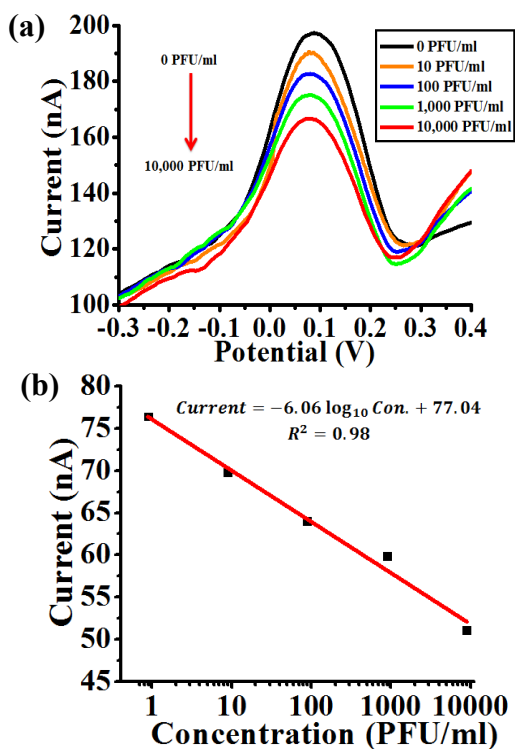 (a)
200
180
160
140
120
100
Current (nA)
0 PFU/ml
10,000 PFU/ml
0 PFU/ml
10 PFU/ml
100 PFU/ml
1,000 PFU/ml
10,000 PFU/ml
-0.3 -0.2 -0.1 0.0 0.1 0.2 0.3 0.4
Potential (V)
(b)
80
75
70
65
60
55
50
45
Current (nA)
Current = −6.06 log₁₀ Con. + 77.04
R² = 0.98
1 10 100 1000 10000
Concentration (PFU/ml)